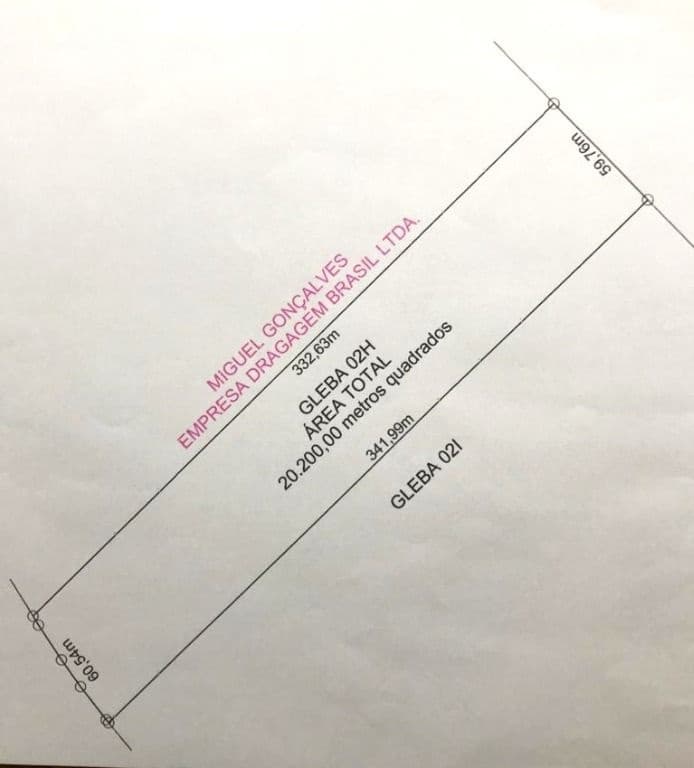 59,76m
MIGUEL GONÇALVES
EMPRESA DRAGAGEM BRASIL LTDA.
332,63m
GLEBA 02H
ÁREA TOTAL
20.200,00 metros quadrados
341,99m
GLEBA 02I
60,54m